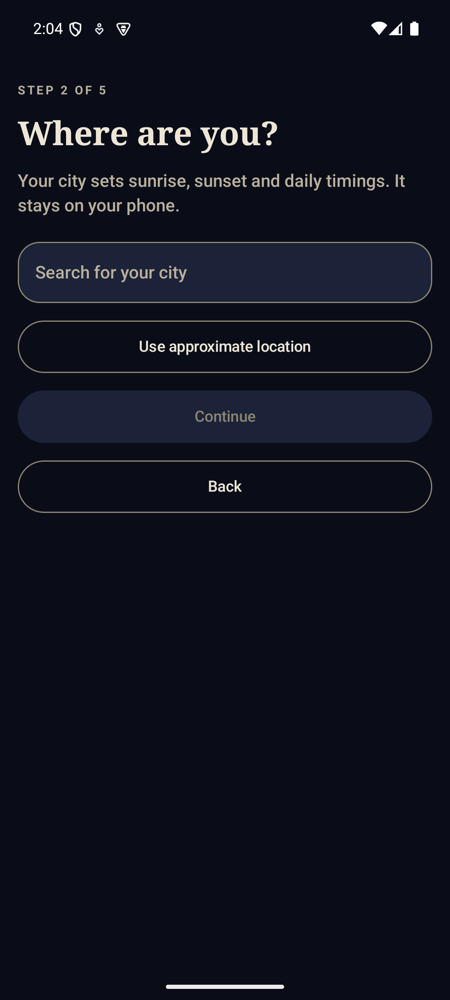 2:04
STEP 2 OF 5
Where are you?
Your city sets sunrise, sunset and daily timings. It
stays on your phone.
Search for your city
Use approximate location
Continue
Back